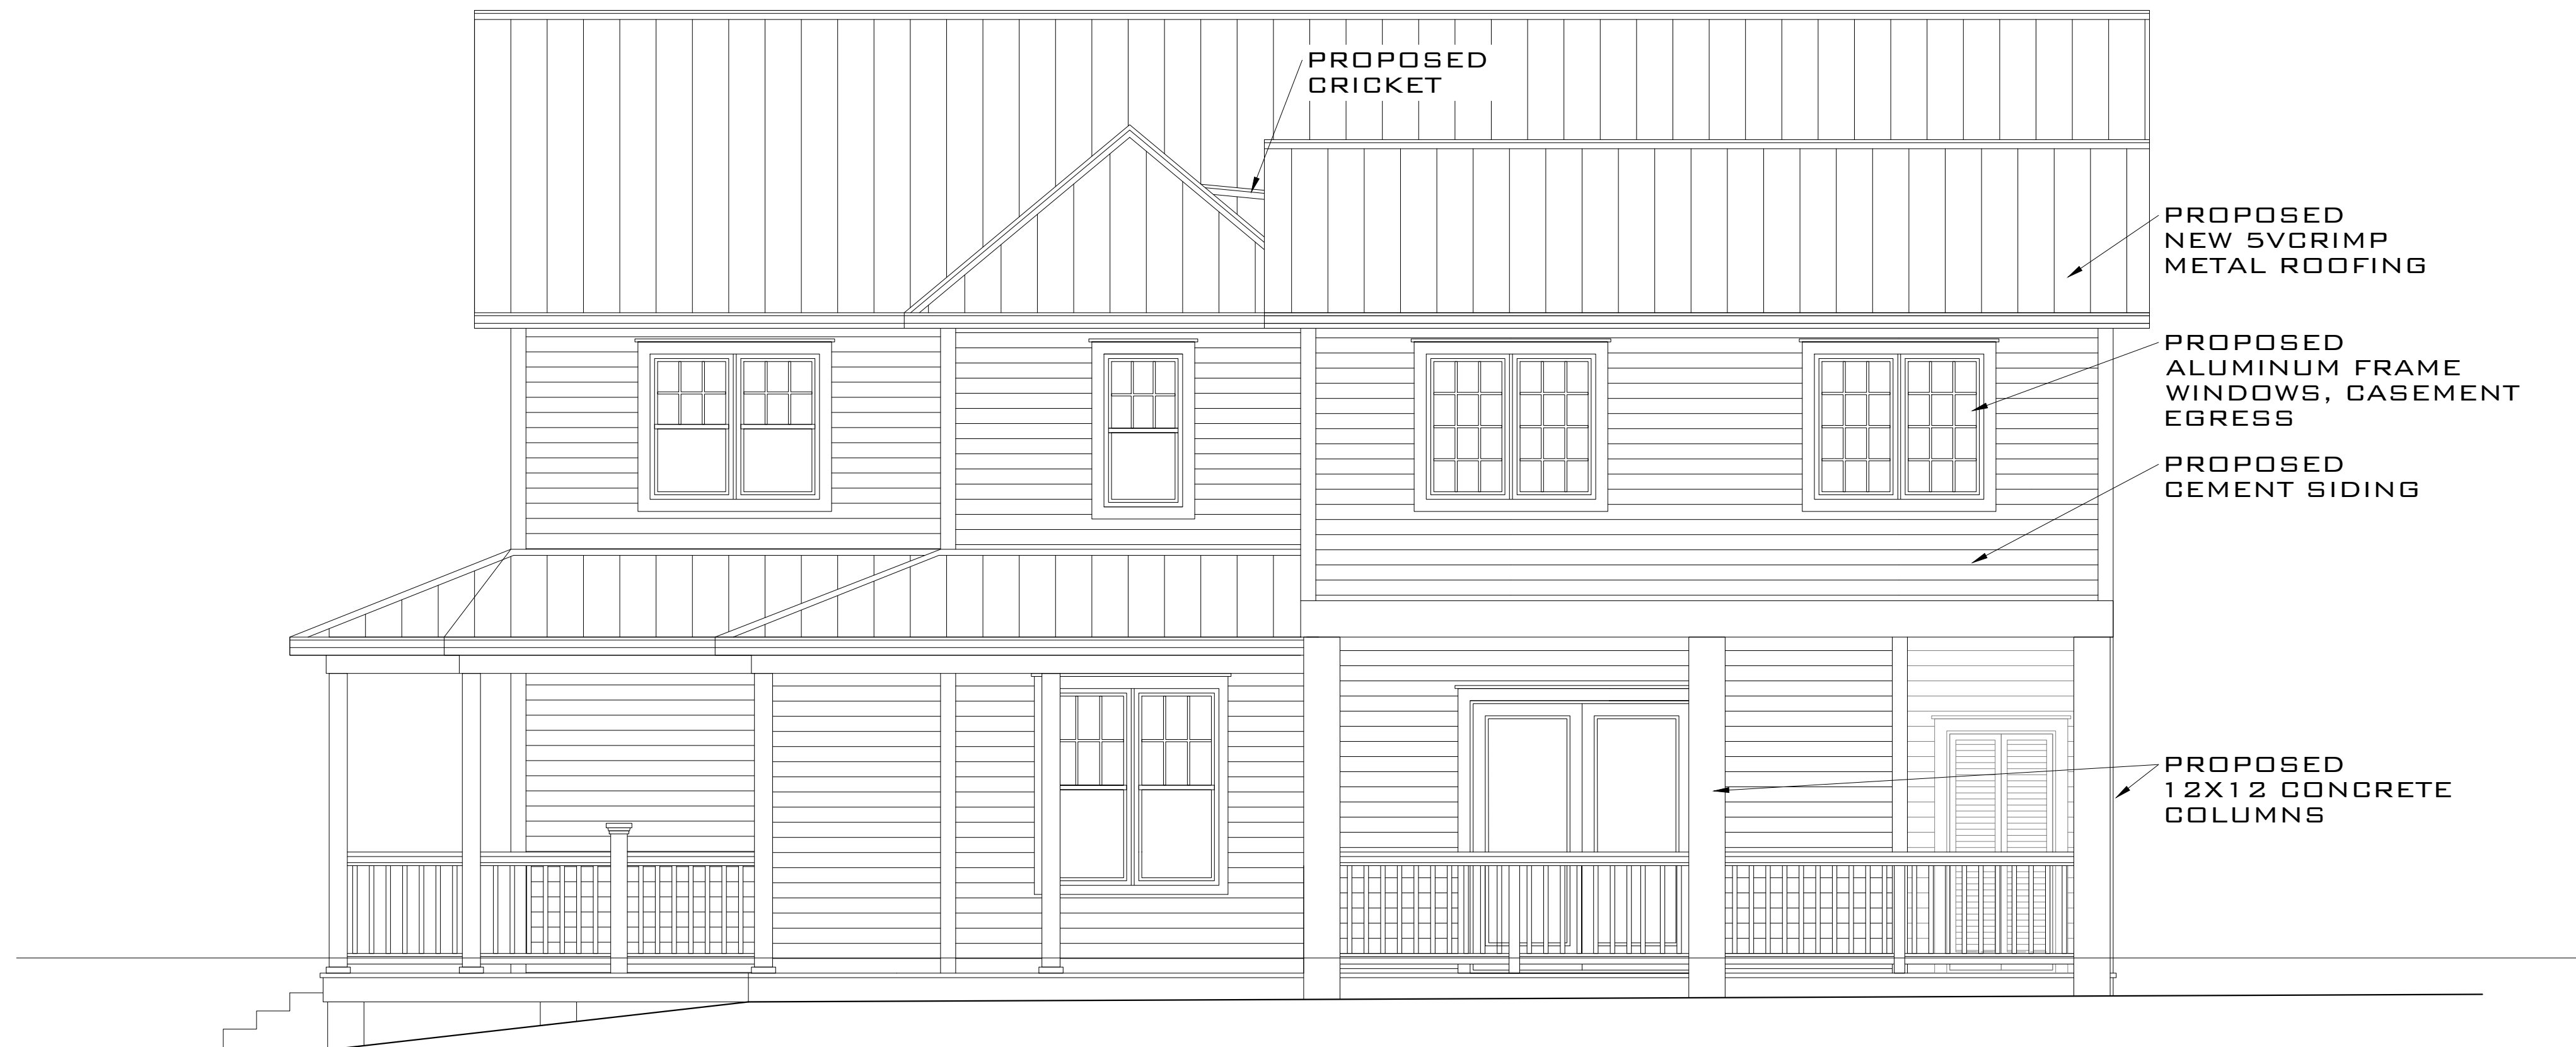 PROPOSED
CRICKET
PROPOSED
NEW 5VCRIMP
METAL ROOFING
PROPOSED
ALUMINUM FRAME
WINDOWS, CASEMENT
EGRESS
PROPOSED
CEMENT SIDING
PROPOSED
12X12 CONCRETE
COLUMNS